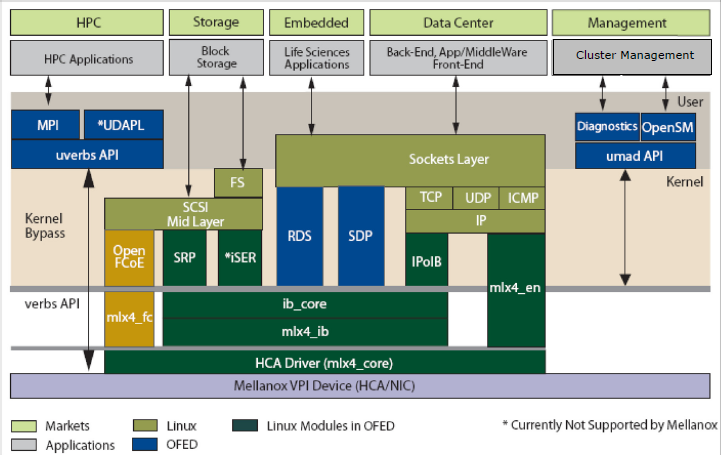 HPC
Storage
Embedded
Data Center
Management
HPC Applications
Block
Storage
Life Sciences
Applications
Back-End, App/MiddleWare
Front-End
Cluster Management
User
MPI
*UDAPL
Diagnostics
OpenSM
uverbs API
Sockets Layer
umad API
Kernel
FS
TCP
UDP
ICMP
SCSI
Mid Layer
IP
Kernel
Bypass
Open
FCoE
SRP
*iSER
RDS
SDP
IPoIB
mlx4_en
verbs API
mlx4_fc
ib_core
mlx4_ib
HCA Driver (mlx4_core)
Mellanox VPI Device (HCA/NIC)
Markets
Linux
Linux Modules in OFED
* Currently Not Supported by Mellanox
Applications
OFED